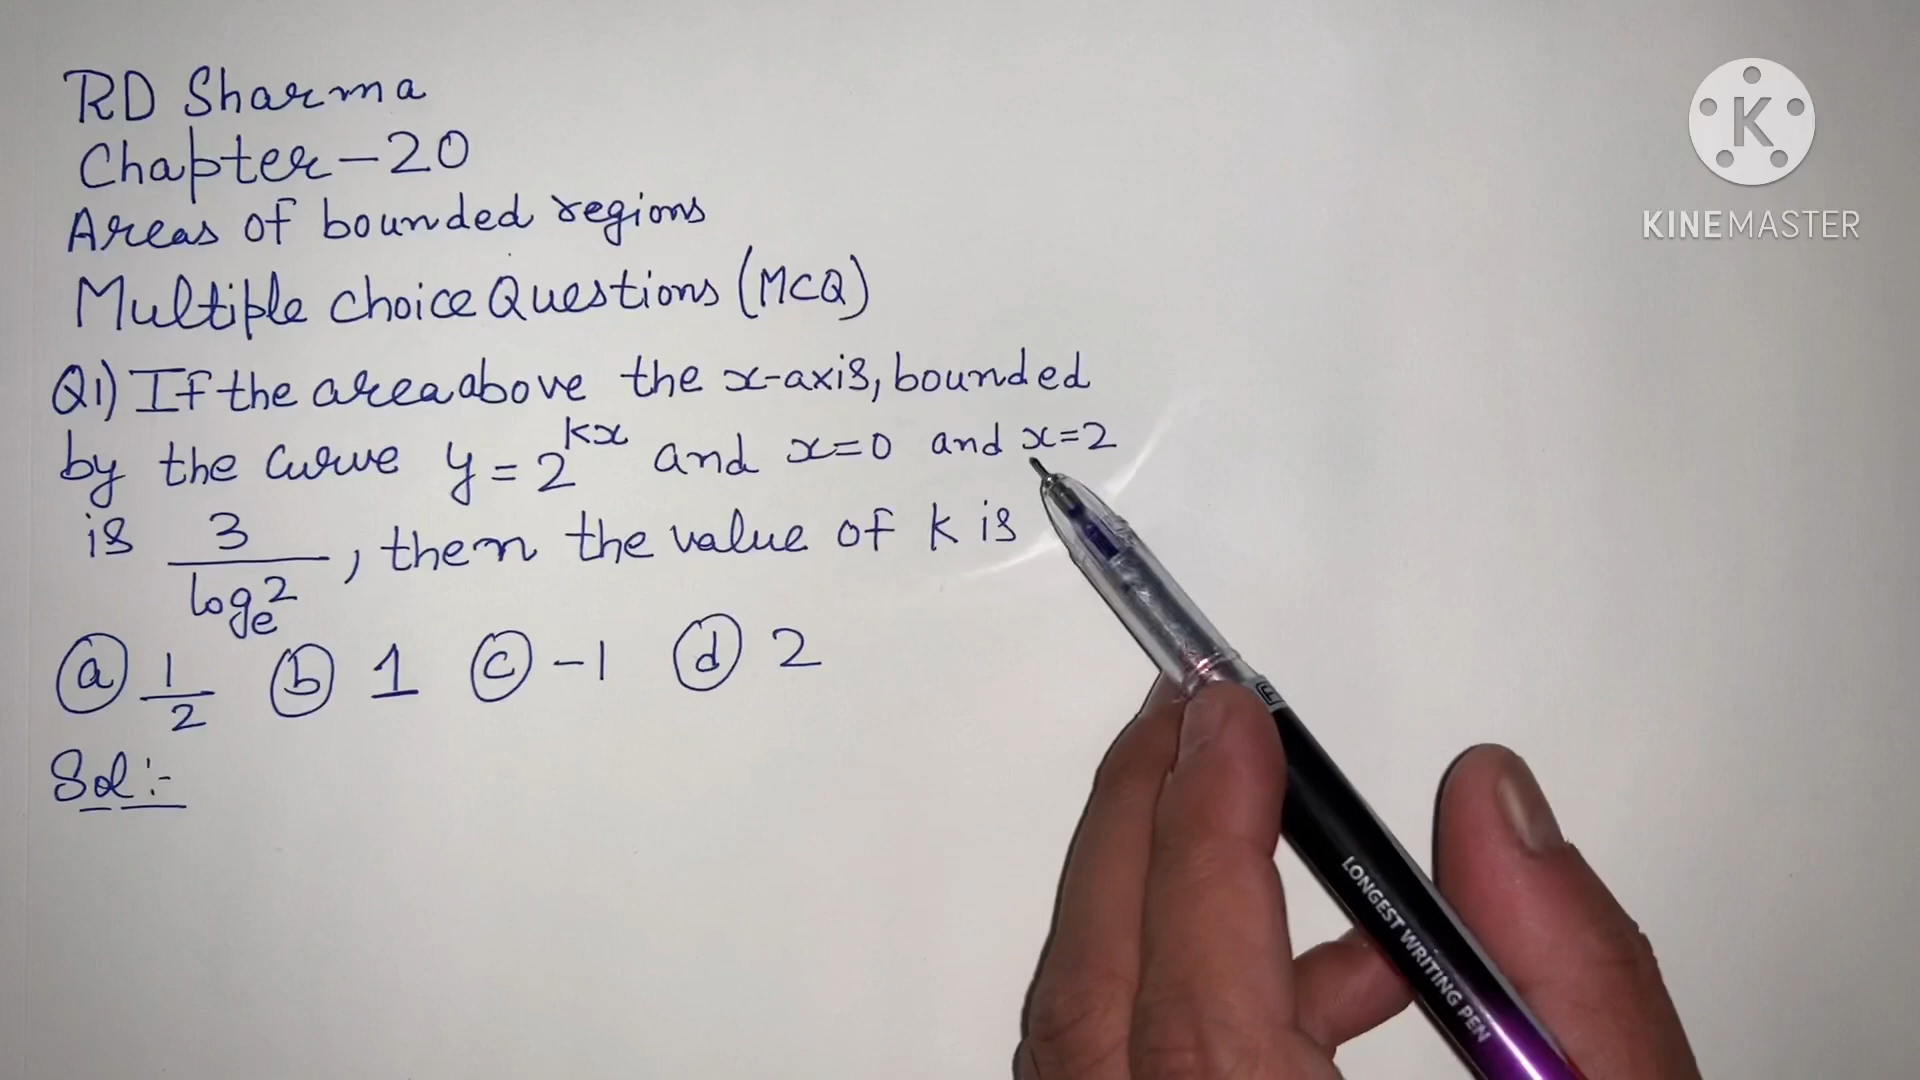 RD Sharma
Chapter-20
Areas of bounded regions
Multiple Choice Questions (MCQ)
Q1) If the area above the x-axis, bounded
by the curve y = 2^{kx} and x=0 and x=2
is \frac{3}{log_e 2}, then the value of k is
(a) \frac{1}{2} (b) 1 (c) -1 (d) 2
Sol:-
K
KINEMASTER
LONGEST WRITING PEN